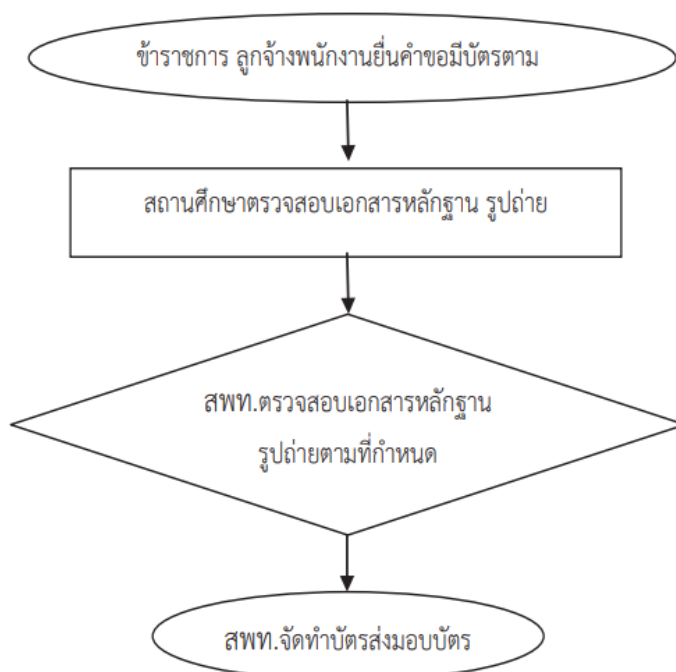 ข้าราชการ ลูกจ้างพนักงานยื่นคำขอมีบัตรตาม
สถานศึกษาตรวจสอบเอกสารหลักฐาน รูปถ่าย
สพท.ตรวจสอบเอกสารหลักฐาน
รูปถ่ายตามที่กำหนด
สพท.จัดทำบัตรส่งมอบบัตร